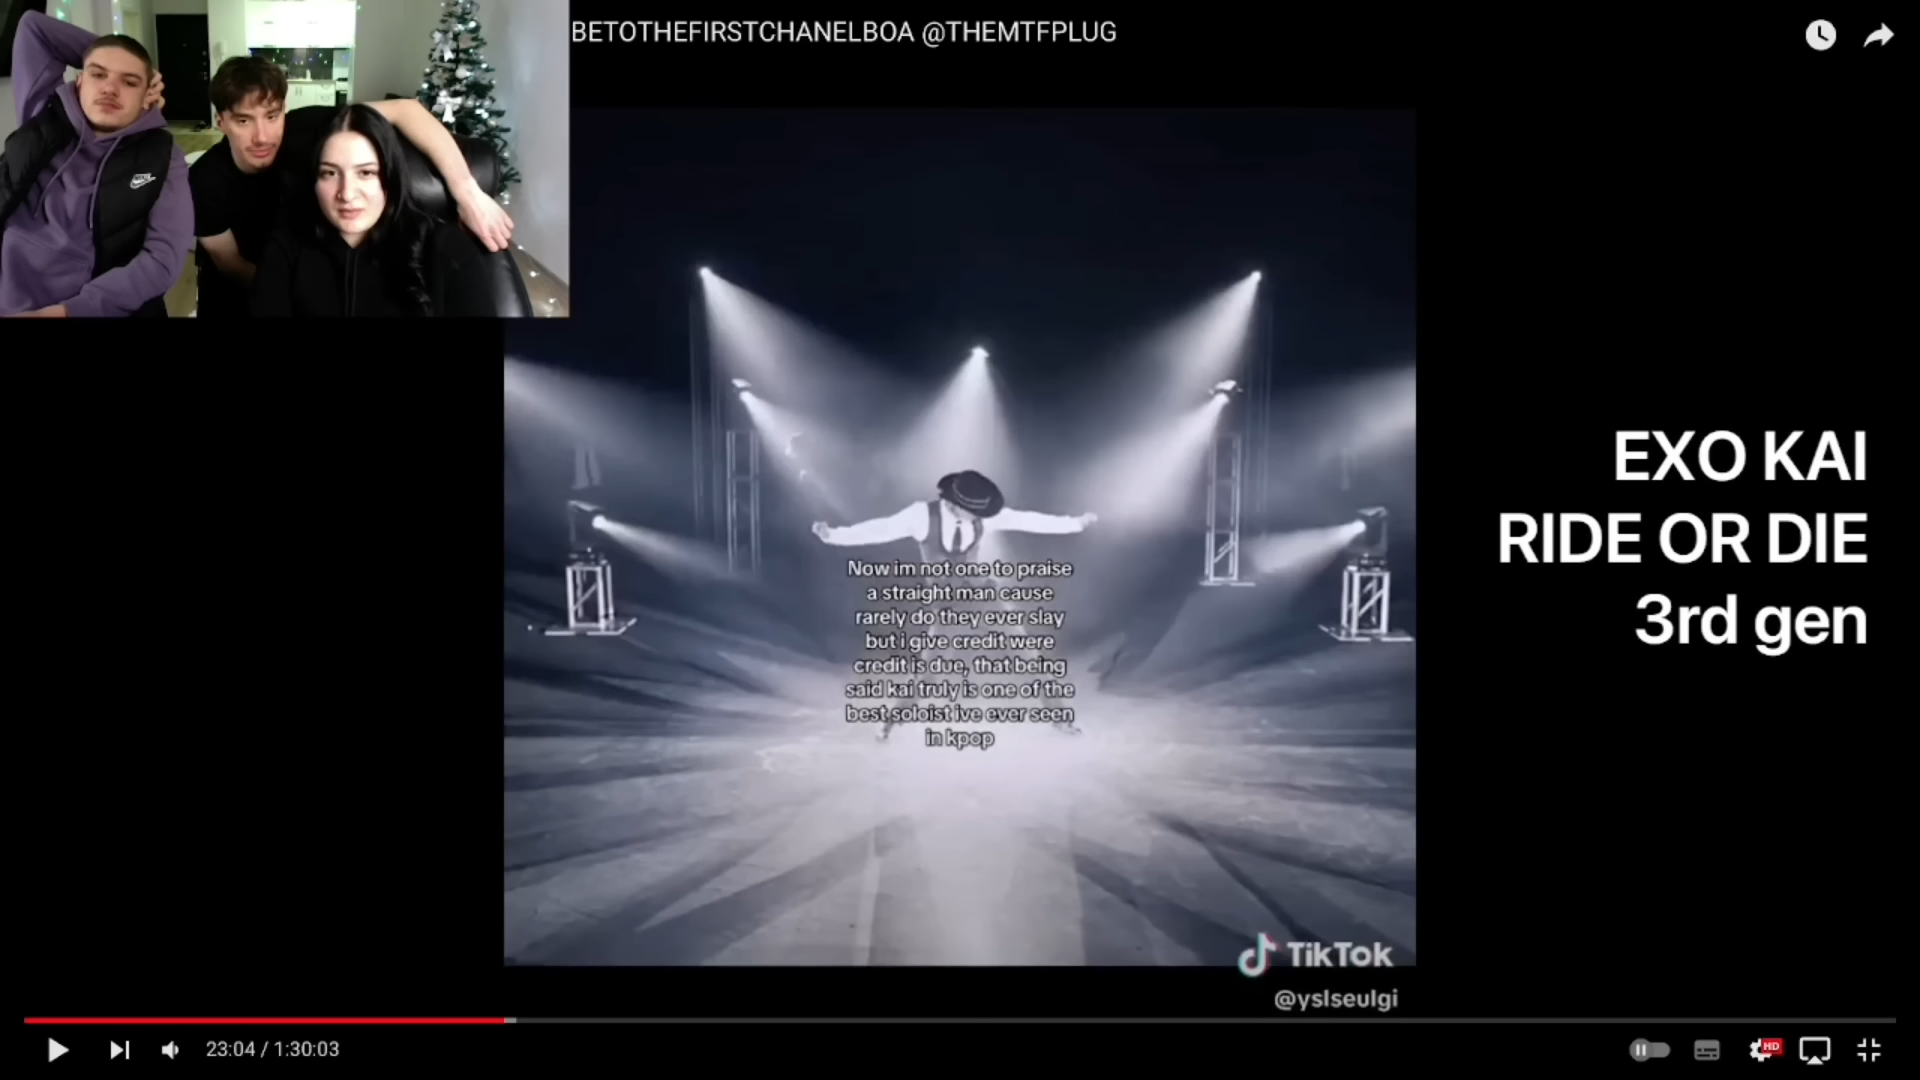 BETOTHEFIRSTCHANELBOA @THEMTFPLUG
EXO KAI
RIDE OR DIE
3rd gen
Now im not one to praise
a straight man cause
rarely do they ever slay
but i give credit were
credit is due, that being
said kai truly is one of the
best soloist ive ever seen
in kpop
TikTok
@yslseulgi
23:04 / 1:30:03
HD